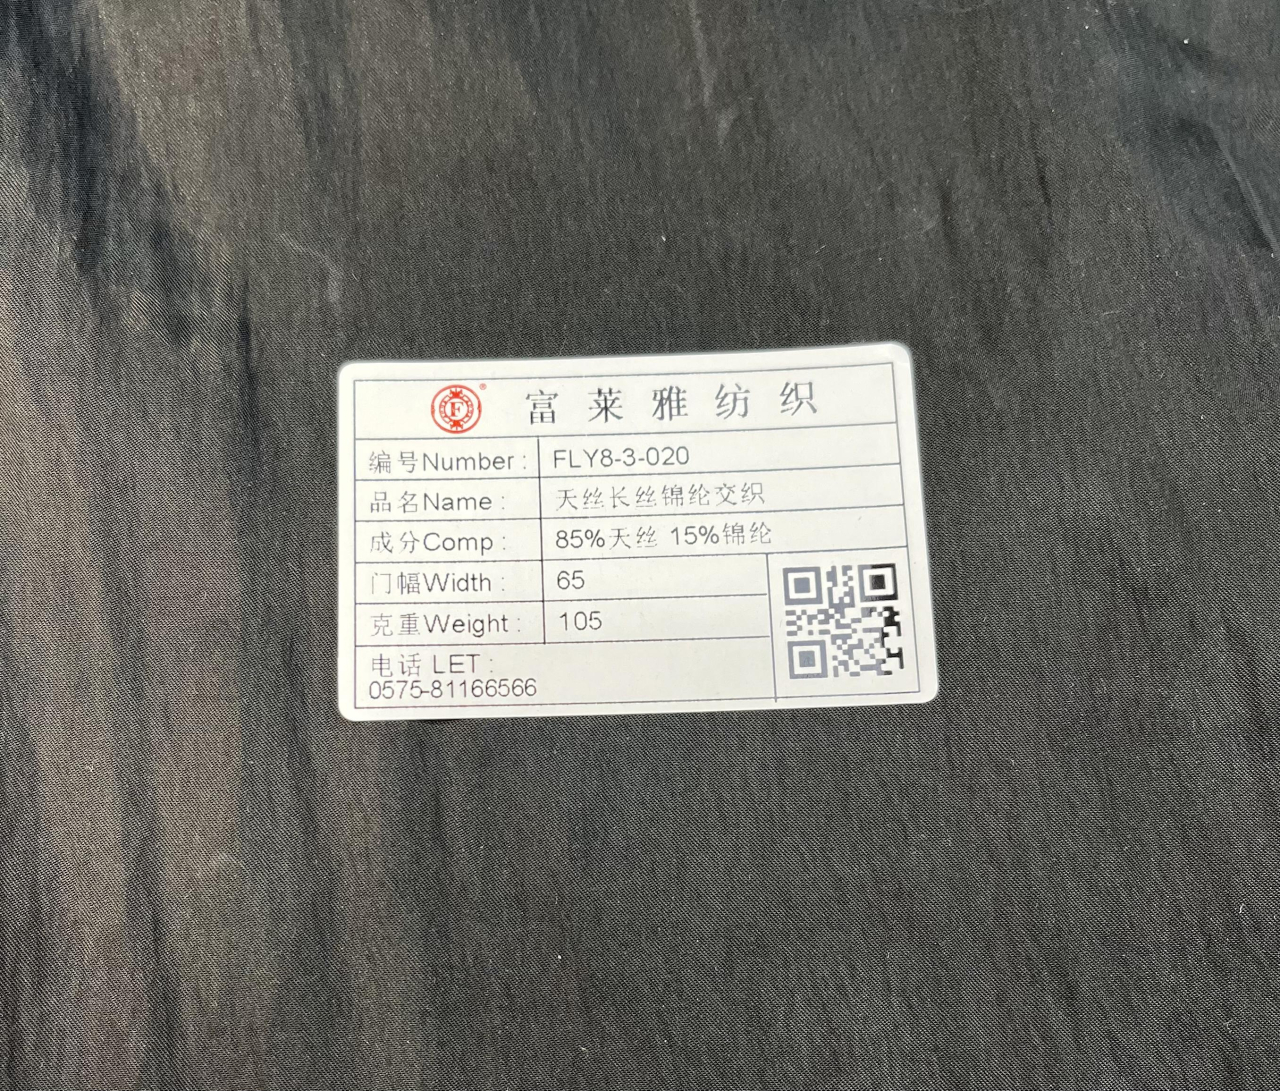 F ®
富莱雅纺织
编号Number : FLY8-3-020
品名Name : 天丝长丝锦纶交织
成分Comp : 85%天丝 15%锦纶
门幅Width : 65
克重Weight : 105
电话 LET :
0575-81166566